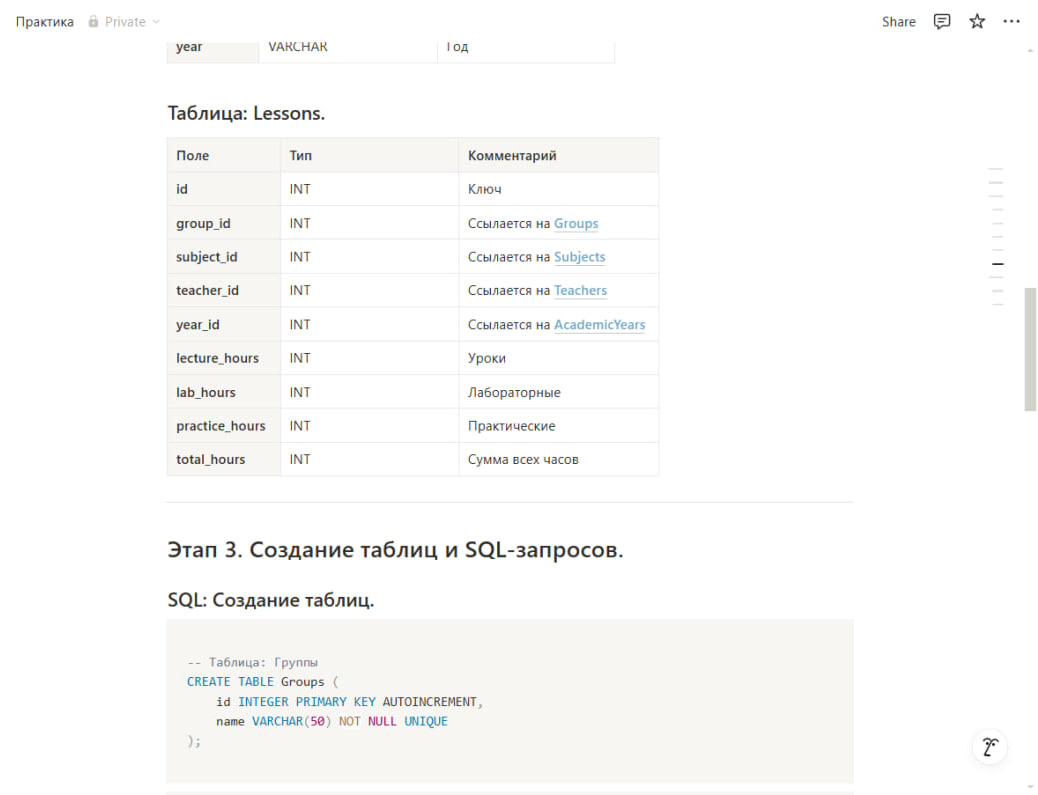 Практика Private Share
year VARCHAR Год
Таблица: Lessons.
Поле Тип Комментарий
id INT Ключ
group_id INT Ссылается на Groups
subject_id INT Ссылается на Subjects
teacher_id INT Ссылается на Teachers
year_id INT Ссылается на AcademicYears
lecture_hours INT Уроки
lab_hours INT Лабораторные
practice_hours INT Практические
total_hours INT Сумма всех часов
Этап 3. Создание таблиц и SQL-запросов.
SQL: Создание таблиц.
-- Таблица: Группы
CREATE TABLE Groups (
id INTEGER PRIMARY KEY AUTOINCREMENT,
name VARCHAR(50) NOT NULL UNIQUE
);